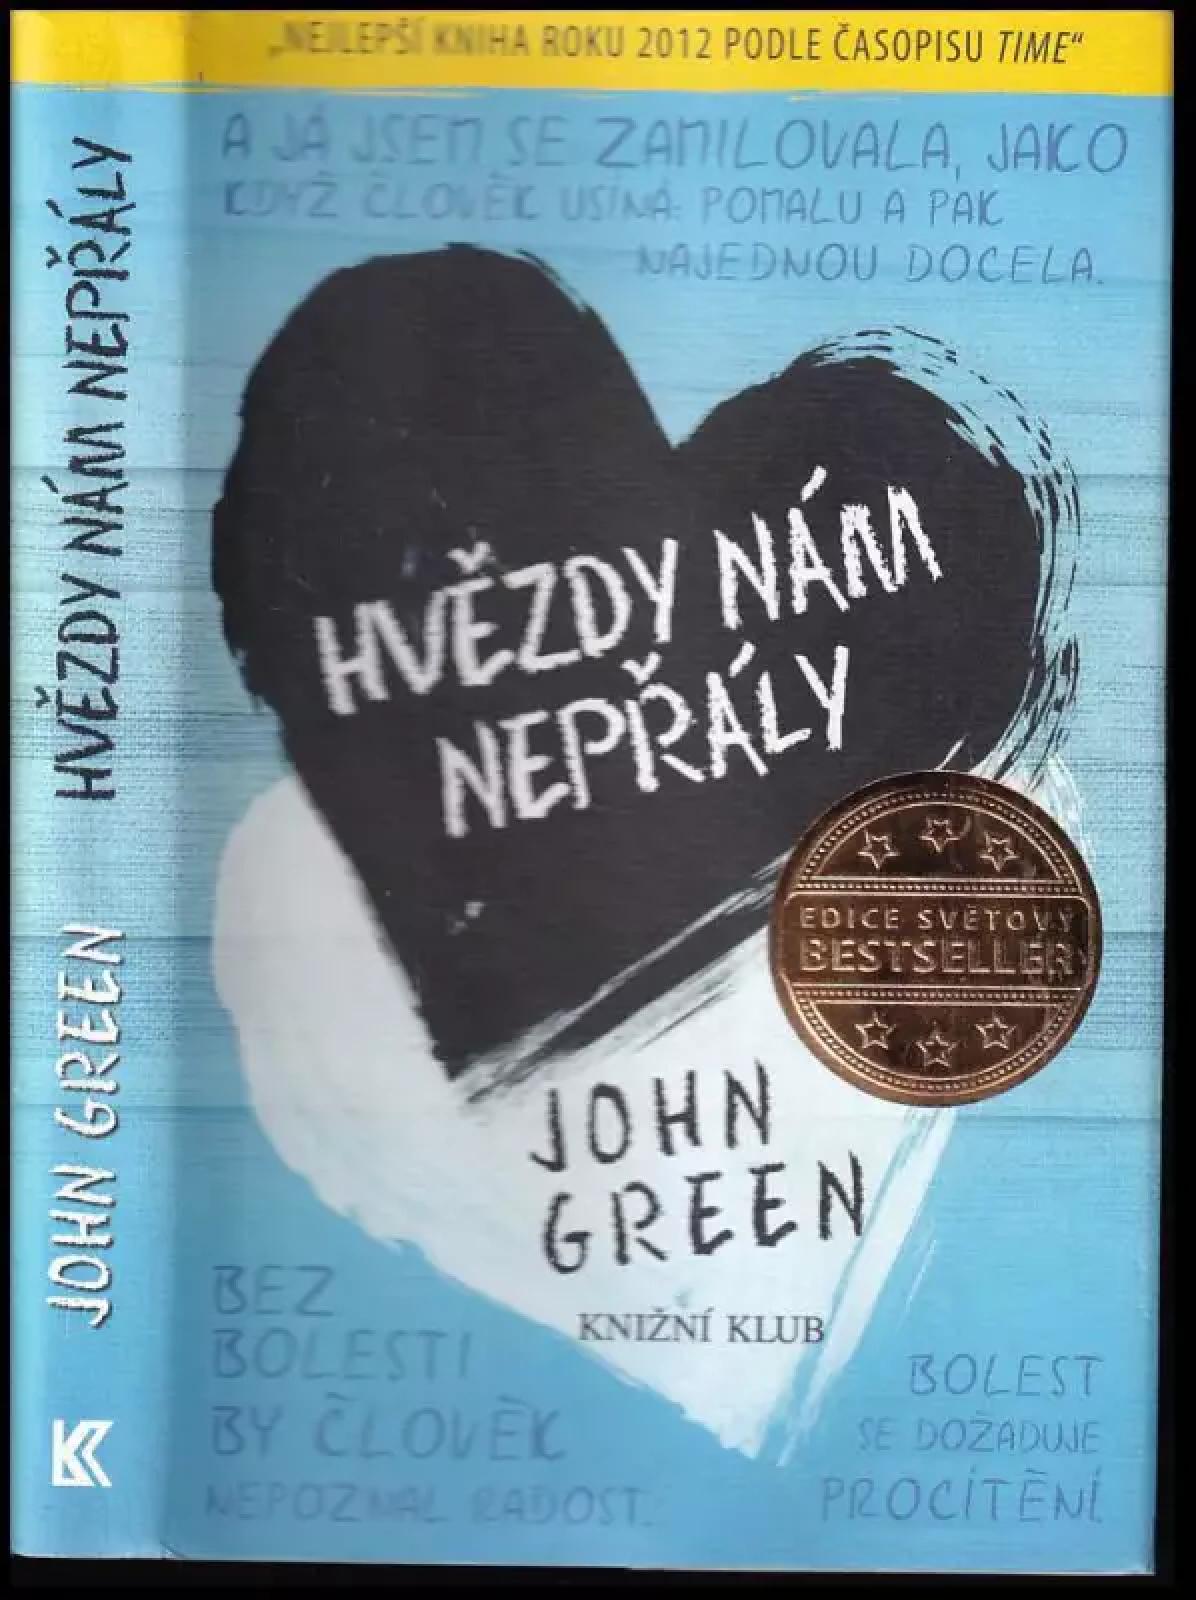 „NEJLEPŠÍ KNIHA ROKU 2012 PODLE ČASOPISU TIME“
A JÁ JSEM SE ZAMILOVALA, JAKO
KDYŽ ČLOVĚK USÍNÁ: POMALU A PAK
NAJEDNOU DOCELA.
HVĚZDY NÁM
NEPŘÁLY
EDICE SVĚTOVÝ
BESTSELLER
JOHN
GREEN
KNIŽNÍ KLUB
BEZ
BOLESTI
BY ČLOVĚK
NEPOZNAL RADOST.
BOLEST
SE DOŽADUJE
PROCÍTĚNÍ.
JOHN GREEN HVĚZDY NÁM NEPŘÁLY